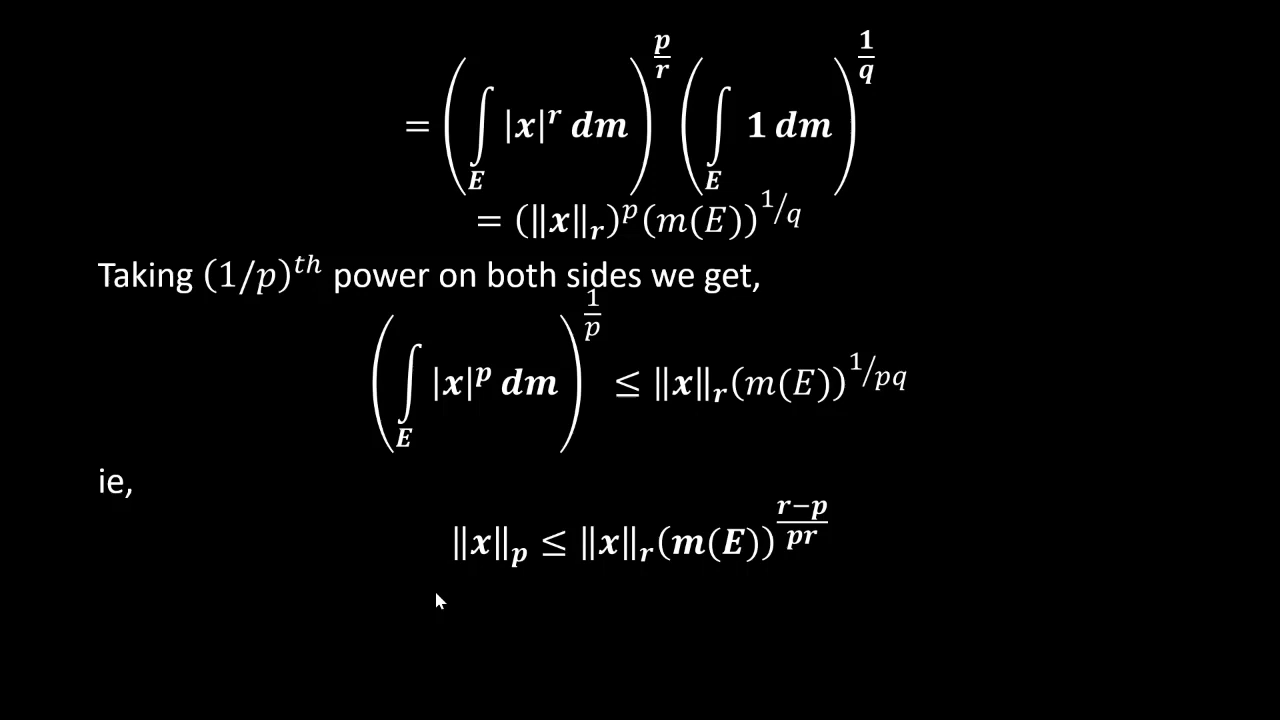 = (∫_E |x|^r dm)^{p/r} (∫_E 1 dm)^{1/q}
= (‖x‖_r)^p (m(E))^{1/q}
Taking (1/p)^{th} power on both sides we get,
(∫_E |x|^p dm)^{1/p} ≤ ‖x‖_r (m(E))^{1/pq}
ie,
‖x‖_p ≤ ‖x‖_r (m(E))^{\frac{r−p}{pr}}